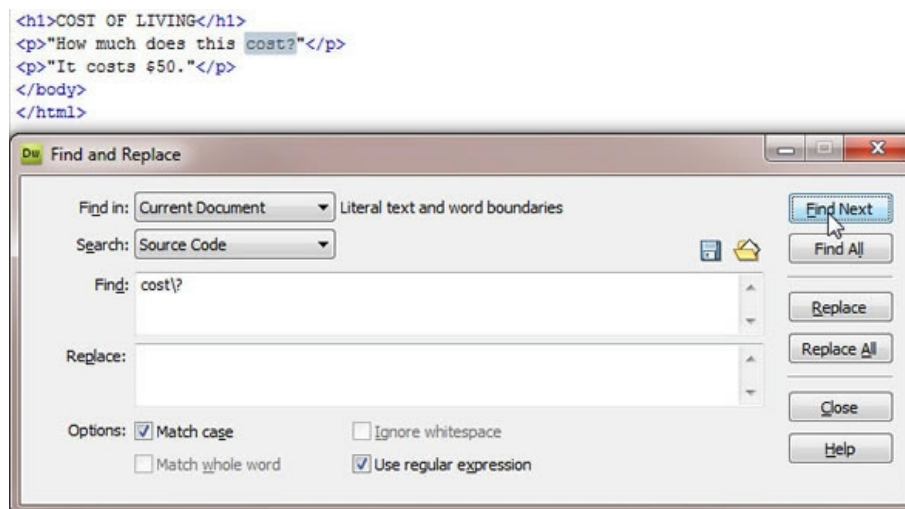 <h1>COST OF LIVING</h1>
<p>"How much does this cost?"</p>
<p>"It costs $50."</p>
</body>
</html>
Dw Find and Replace
Find in: Current Document Literal text and word boundaries
Find Next
Search: Source Code
Find All
Find: cost\?
Replace
Replace:
Replace All
Close
Options: Match case Ignore whitespace
Help
Match whole word Use regular expression